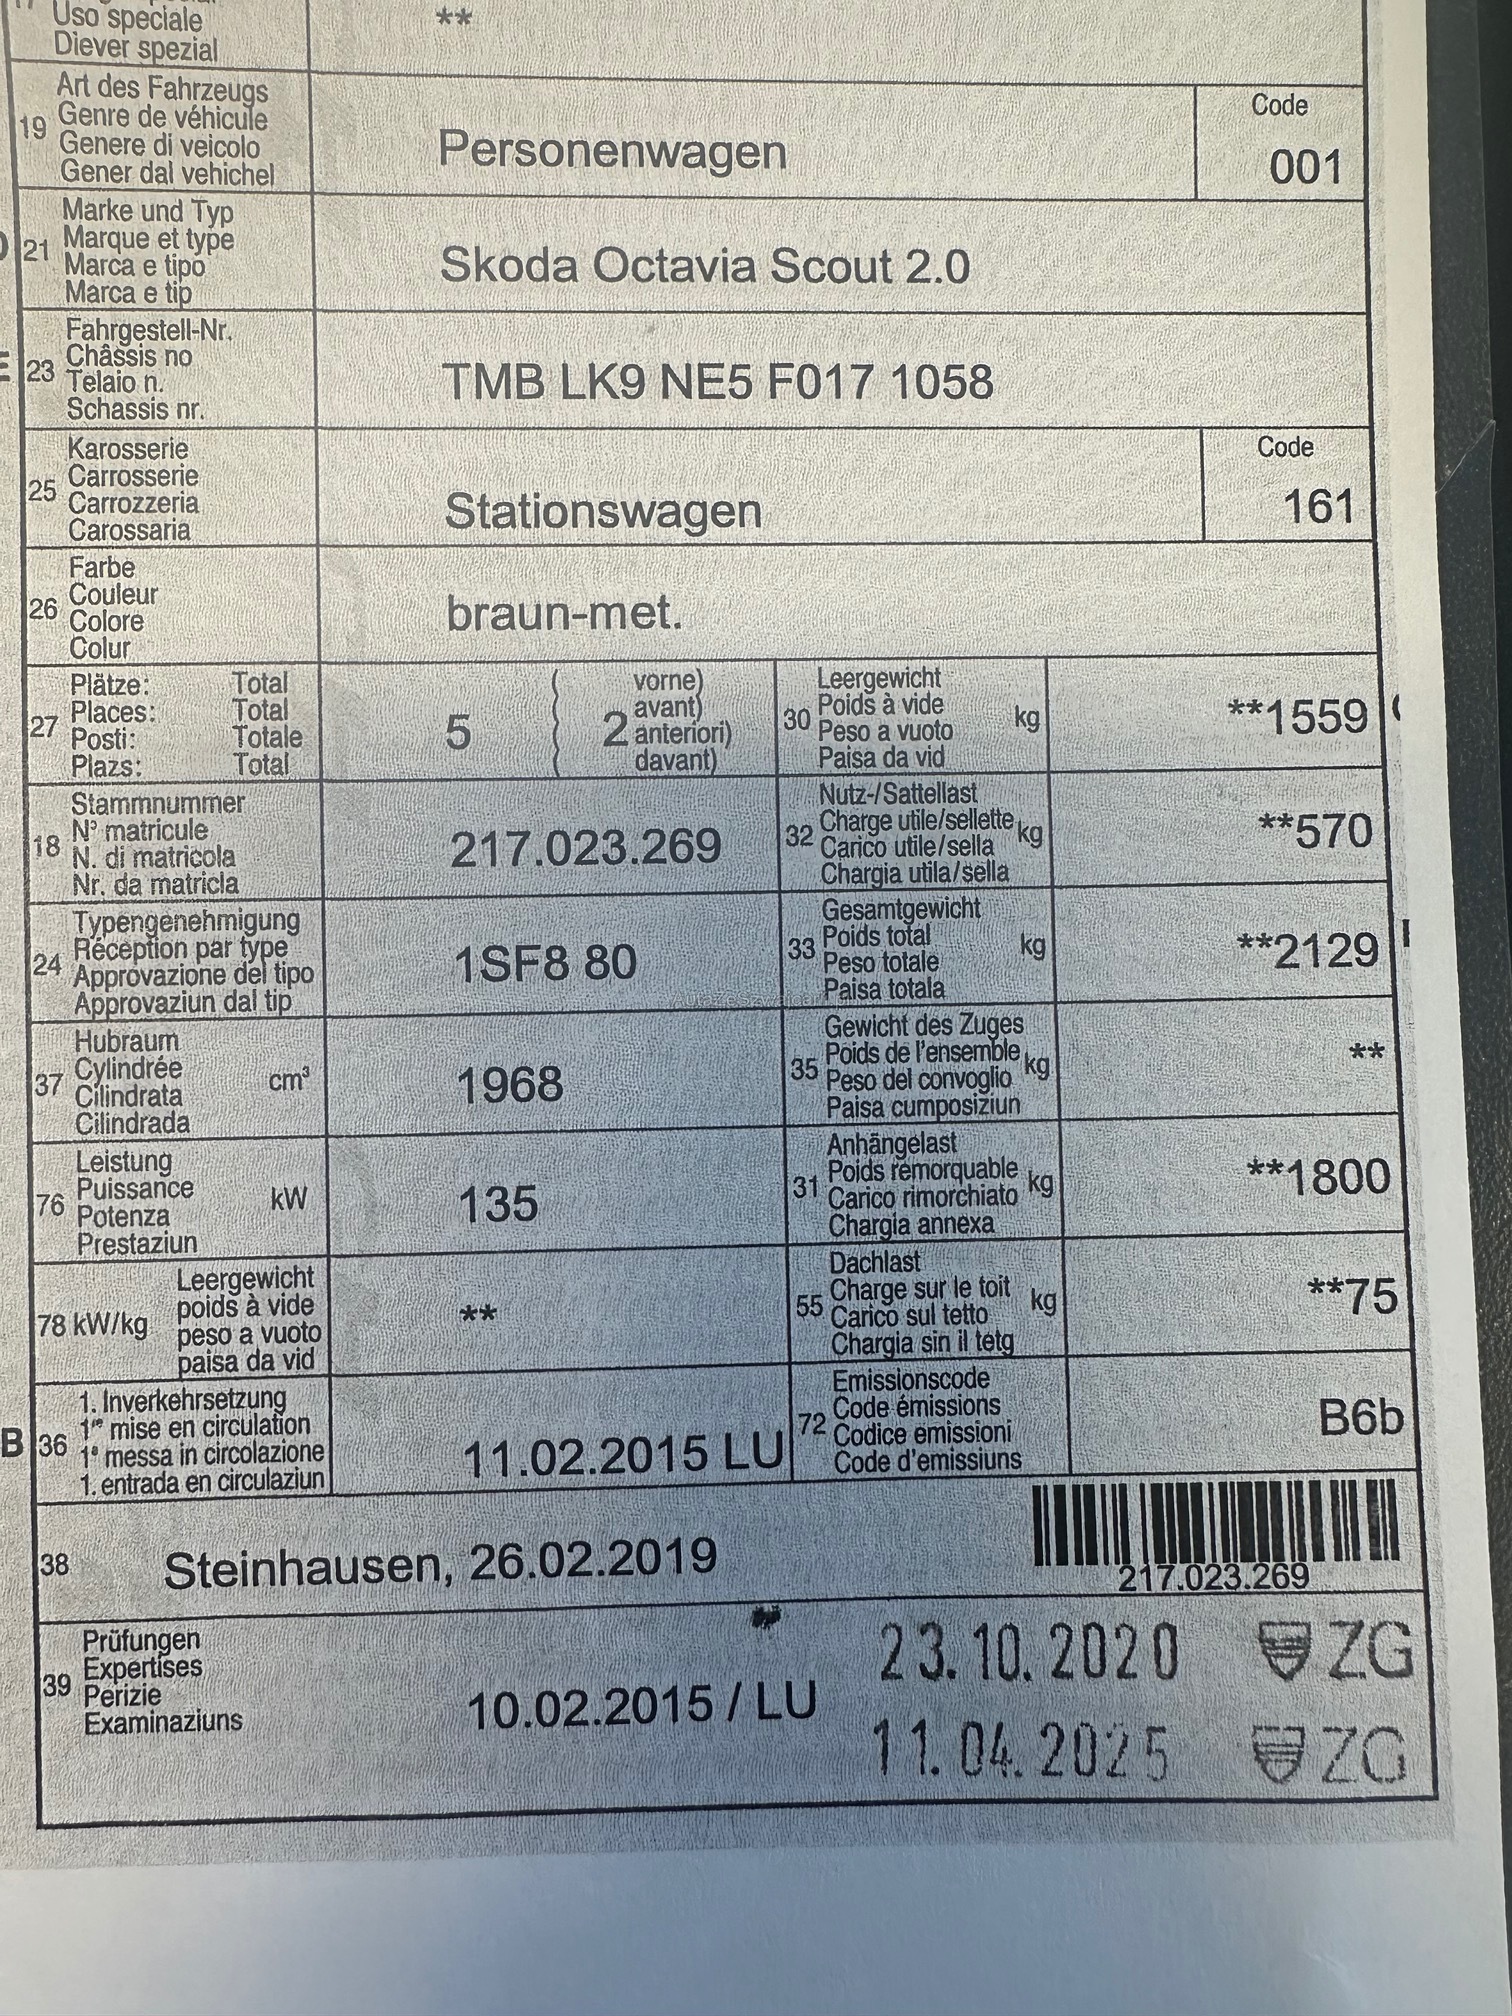 17 Uso speciale
Diever spezial
**
Art des Fahrzeugs
19 Genre de véhicule
Genere di veicolo
Gener dal vehichel
Personenwagen
Code
001
Marke und Typ
21 Marque et type
Marca e tipo
Marca e tip
Skoda Octavia Scout 2.0
Fahrgestell-Nr.
23 Châssis no
Telaio n.
Schassis nr.
TMB LK9 NE5 F017 1058
Karosserie
25 Carrosserie
Carrozzeria
Carossaria
Stationswagen
Code
161
Farbe
26 Couleur
Colore
Colur
braun-met.
27 Plätze: Total
Places: Total
Posti: Totale
Plazs: Total
5 ( 2 vorne)
avant)
anteriori)
davant)
30 Leergewicht
Poids à vide kg
Peso a vuoto
Paisa da vid
**1559
18 Stammnummer
N° matricule
N. di matricola
Nr. da matricla
217.023.269
32 Nutz-/Sattellast
Charge utile/sellette kg
Carico utile/sella
Chargia utila/sella
**570
24 Typengenehmigung
Réception par type
Approvazione del tipo
Approvaziun dal tip
1SF8 80
33 Gesamtgewicht
Poids total kg
Peso totale
Paisa totala
**2129
37 Hubraum
Cylindrée cm³
Cilindrata
Cilindrada
1968
35 Gewicht des Zuges
Poids de l'ensemble kg
Peso del convoglio
Paisa cumposiziun
**
76 Leistung
Puissance kW
Potenza
Prestaziun
135
31 Anhängelast
Poids remorquable kg
Carico rimorchiato
Chargia annexa
**1800
78 kW/kg Leergewicht
poids à vide
peso a vuoto
paisa da vid
**
55 Dachlast
Charge sur le toit kg
Carico sul tetto
Chargia sin il tetg
**75
B 36 1. Inverkehrsetzung
1re mise en circulation
1a messa in circolazione
1. entrada en circulaziun
11.02.2015 LU
72 Emissionscode
Code émissions
Codice emissioni
Code d'emissiuns
B6b
38 Steinhausen, 26.02.2019
217.023.269
39 Prüfungen
Expertises
Perizie
Examinaziuns
10.02.2015 / LU
23.10.2020 ZG
11.04.2025 ZG